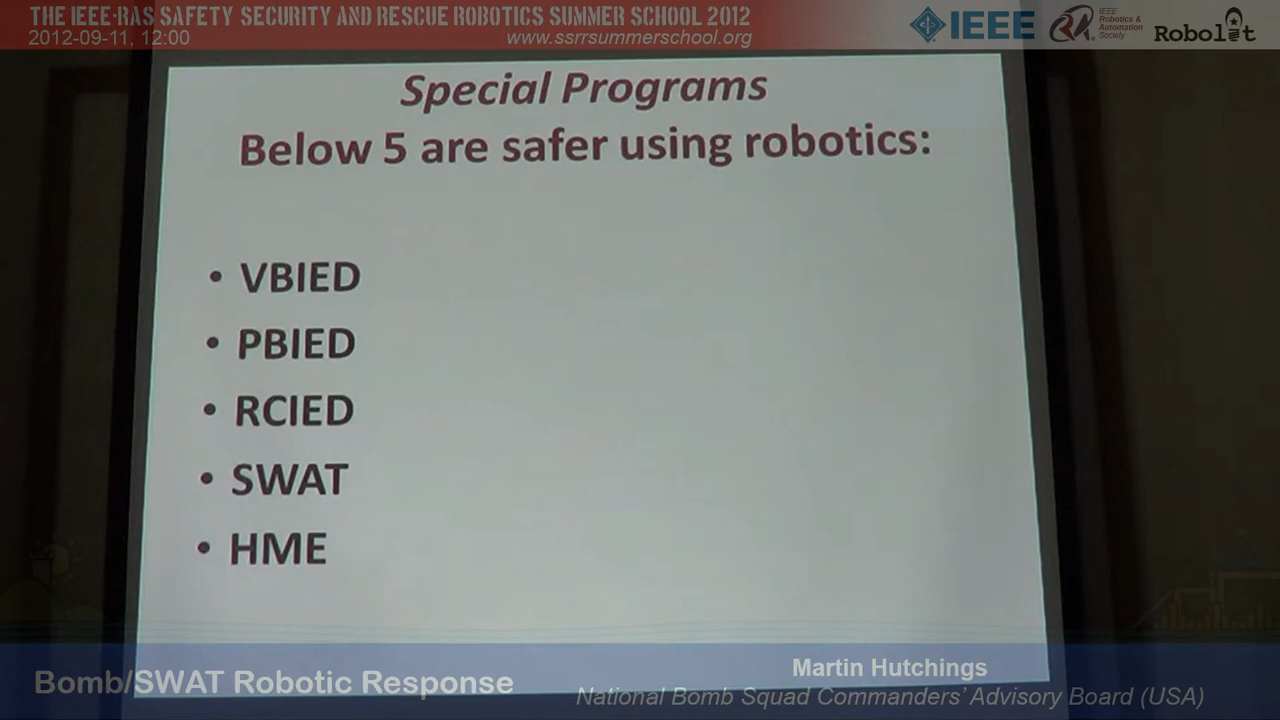 THE IEEE-RAS SAFETY SECURITY AND RESCUE ROBOTICS SUMMER SCHOOL 2012
2012-09-11, 12:00
www.ssrrsummerschool.org
IEEE
IEEE
Robotics &
Automation
Society
Robolit
Special Programs
Below 5 are safer using robotics:
• VBIED
• PBIED
• RCIED
• SWAT
• HME
Bomb/SWAT Robotic Response
Martin Hutchings
National Bomb Squad Commanders' Advisory Board (USA)